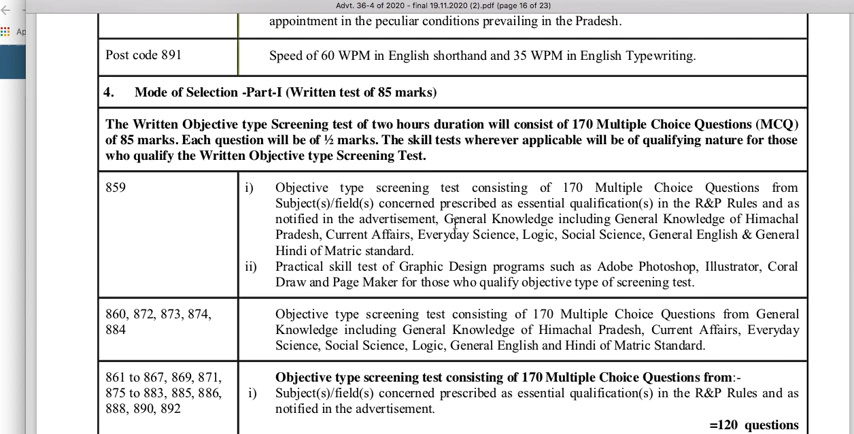 Advt. 36-4 of 2020 - final 19.11.2020 (2).pdf (page 16 of 23)
Ap
appointment in the peculiar conditions prevailing in the Pradesh.
Post code 891 Speed of 60 WPM in English shorthand and 35 WPM in English Typewriting.
4. Mode of Selection -Part-I (Written test of 85 marks)
The Written Objective type Screening test of two hours duration will consist of 170 Multiple Choice Questions (MCQ)
of 85 marks. Each question will be of ½ marks. The skill tests wherever applicable will be of qualifying nature for those
who qualify the Written Objective type Screening Test.
859 i) Objective type screening test consisting of 170 Multiple Choice Questions from
Subject(s)/field(s) concerned prescribed as essential qualification(s) in the R&P Rules and as
notified in the advertisement, General Knowledge including General Knowledge of Himachal
Pradesh, Current Affairs, Everyday Science, Logic, Social Science, General English & General
Hindi of Matric standard.
ii) Practical skill test of Graphic Design programs such as Adobe Photoshop, Illustrator, Coral
Draw and Page Maker for those who qualify objective type of screening test.
860, 872, 873, 874, Objective type screening test consisting of 170 Multiple Choice Questions from General
884 Knowledge including General Knowledge of Himachal Pradesh, Current Affairs, Everyday
Science, Social Science, Logic, General English and Hindi of Matric Standard.
861 to 867, 869, 871, Objective type screening test consisting of 170 Multiple Choice Questions from:-
875 to 883, 885, 886, i) Subject(s)/field(s) concerned prescribed as essential qualification(s) in the R&P Rules and as
888, 890, 892 notified in the advertisement.
=120 questions